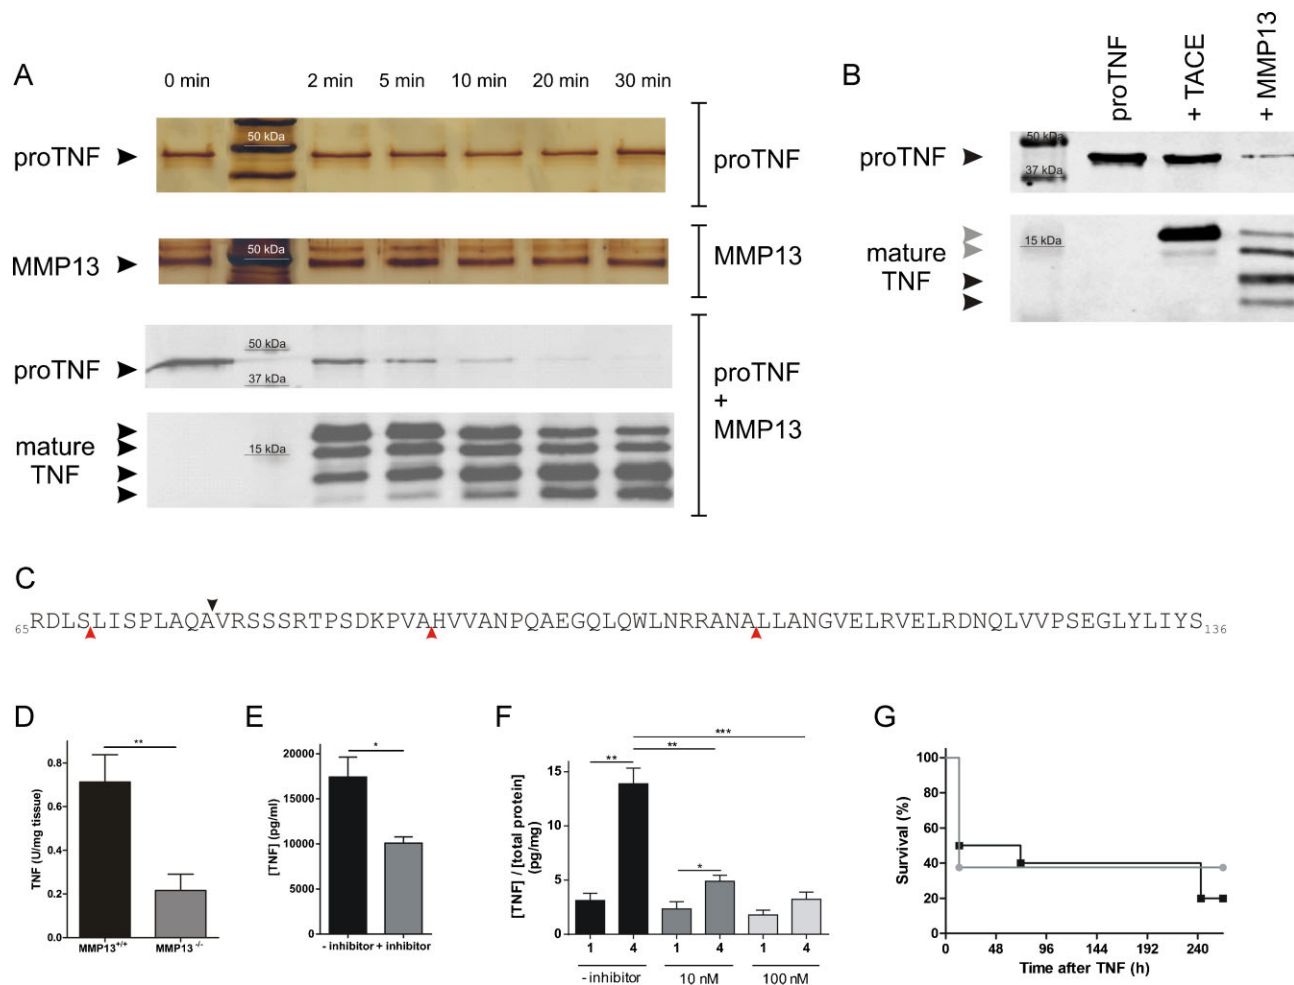 A
0 min 2 min 5 min 10 min 20 min 30 min
50 kDa
proTNF
proTNF
50 kDa
MMP13
MMP13
50 kDa
37 kDa
proTNF
15 kDa
mature
TNF
proTNF
+
MMP13
B
proTNF
+ TACE
+ MMP13
50 kDa
37 kDa
proTNF
15 kDa
mature
TNF
C
65RDLSLISPLAQAVRSSSRTPSDKPVAHVVANPQAEGQLQWLNRRANALLANGVELRVELRDNQLVVPSEGLYLIYS136
D
TNF (U/mg tissue)
0.8
0.6
0.4
0.2
0.0
**
MMP13+/+ MMP13-/-
E
[TNF] (pg/ml)
20000
15000
10000
5000
0
*
- inhibitor + inhibitor
F
[TNF] / [total protein]
(pg/mg)
15
10
5
0
***
** **
*
1 4 1 4 1 4
- inhibitor 10 nM 100 nM
G
Survival (%)
100
80
60
40
20
0
0 48 96 144 192 240
Time after TNF (h)